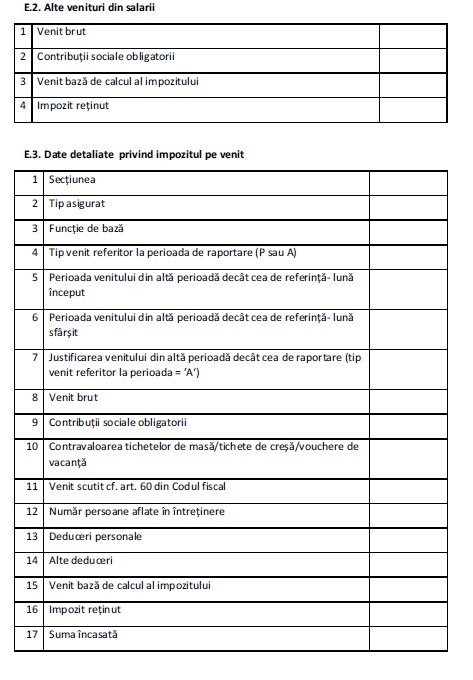 E.2. Alte venituri din salarii
1 Venit brut
2 Contribuții sociale obligatorii
3 Venit bază de calcul al impozitului
4 Impozit reținut
E.3. Date detaliate privind impozitul pe venit
1 Secțiunea
2 Tip asigurat
3 Funcție de bază
4 Tip venit referitor la perioada de raportare (P sau A)
5 Perioada venitului din altă perioadă decât cea de referință- lună
început
6 Perioada venitului din altă perioadă decât cea de referință- lună
sfârșit
7 Justificarea venitului din altă perioadă decât cea de raportare (tip
venit referitor la perioada = ’A‘)
8 Venit brut
9 Contribuții sociale obligatorii
10 Contravaloarea tichetelor de masă/tichete de creșă/vouchere de
vacanță
11 Venit scutit cf. art. 60 din Codul fiscal
12 Număr persoane aflate în întreținere
13 Deduceri personale
14 Alte deduceri
15 Venit bază de calcul al impozitului
16 Impozit reținut
17 Suma încasată